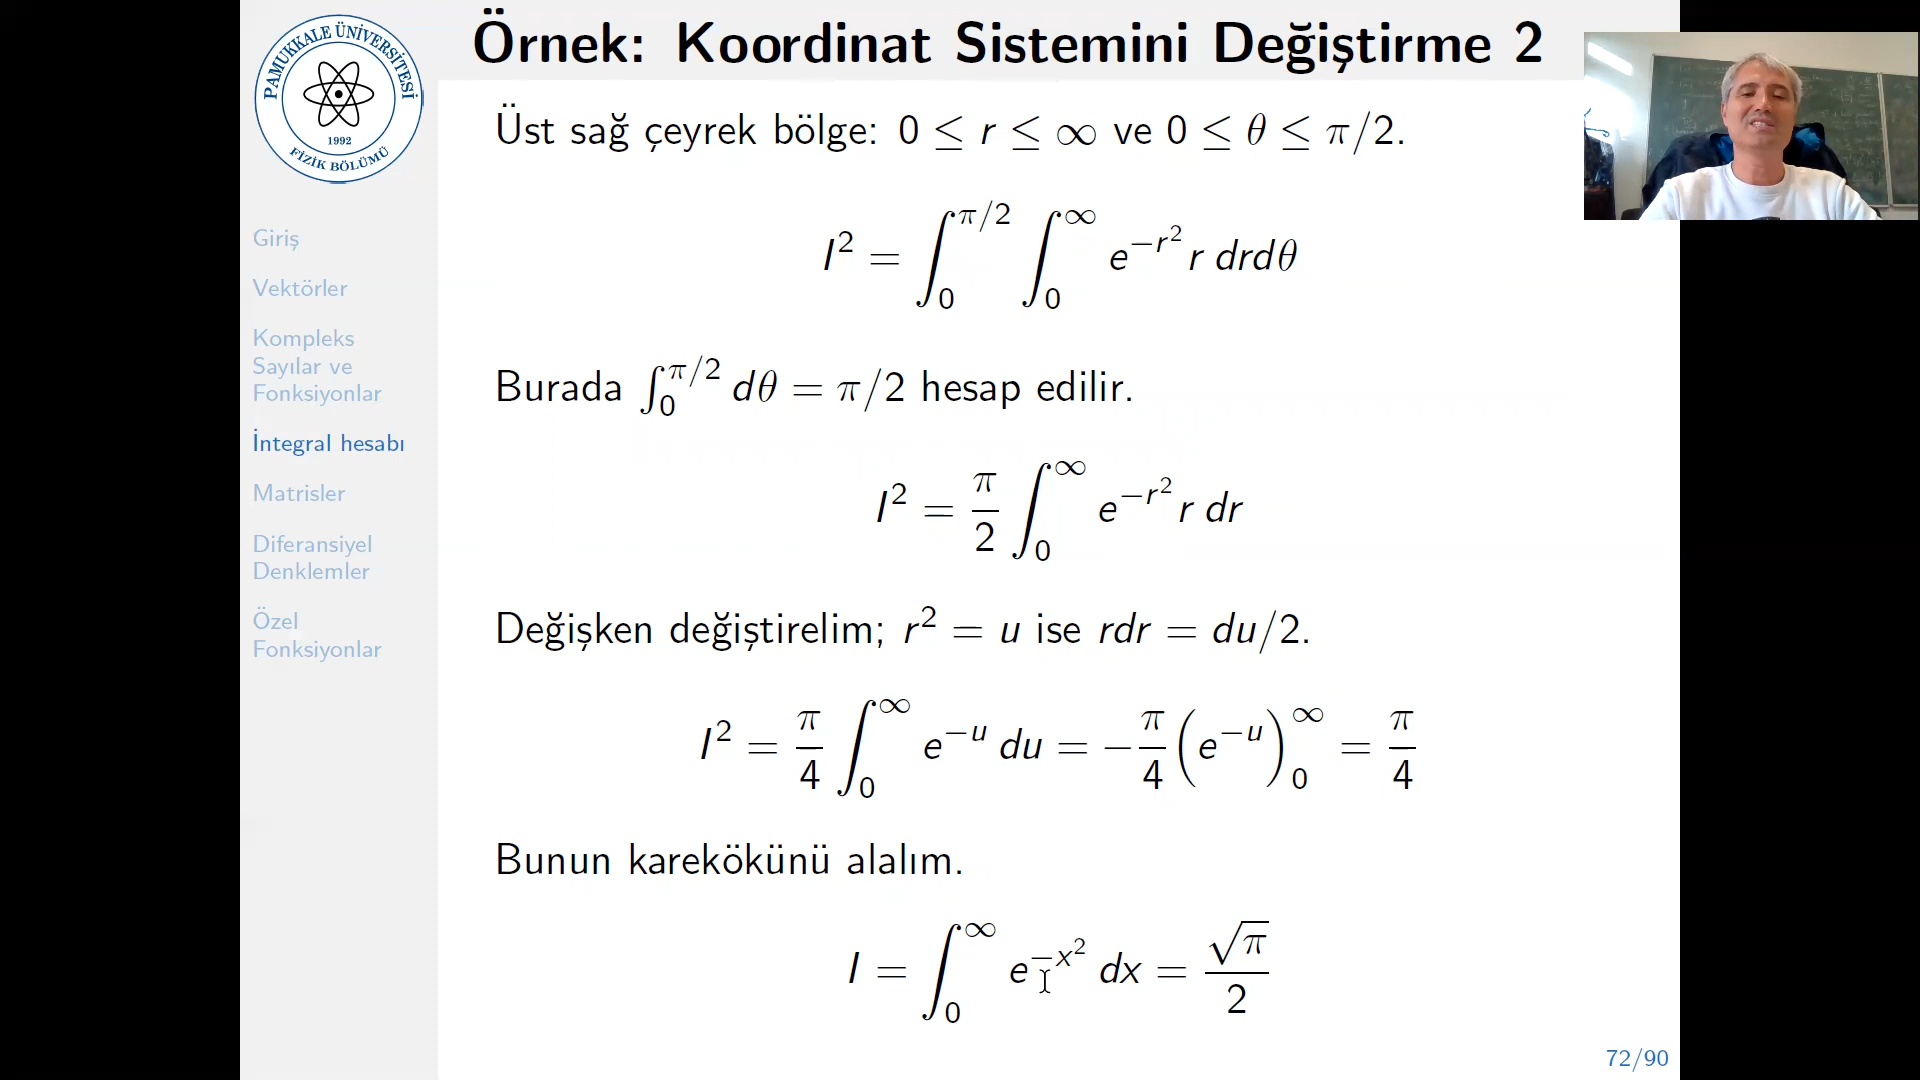 Örnek: Koordinat Sistemini Değiştirme 2
PAMUKKALE ÜNİVERSİTESİ
1992
FİZİK BÖLÜMÜ
Giriş
Vektörler
Kompleks
Sayılar ve
Fonksiyonlar
İntegral hesabı
Matrisler
Diferansiyel
Denklemler
Özel
Fonksiyonlar
Üst sağ çeyrek bölge: 0 ≤ r ≤ ∞ ve 0 ≤ θ ≤ π/2.
I² = ∫₀^{π/2} ∫₀^∞ e^{−r²} r drdθ
Burada ∫₀^{π/2} dθ = π/2 hesap edilir.
I² = π/2 ∫₀^∞ e^{−r²} r dr
Değişken değiştirelim; r² = u ise rdr = du/2.
I² = π/4 ∫₀^∞ e^{−u} du = −π/4 (e^{−u})₀^∞ = π/4
Bunun karekökünü alalım.
I = ∫₀^∞ e^{−x²} dx = √π/2
72/90